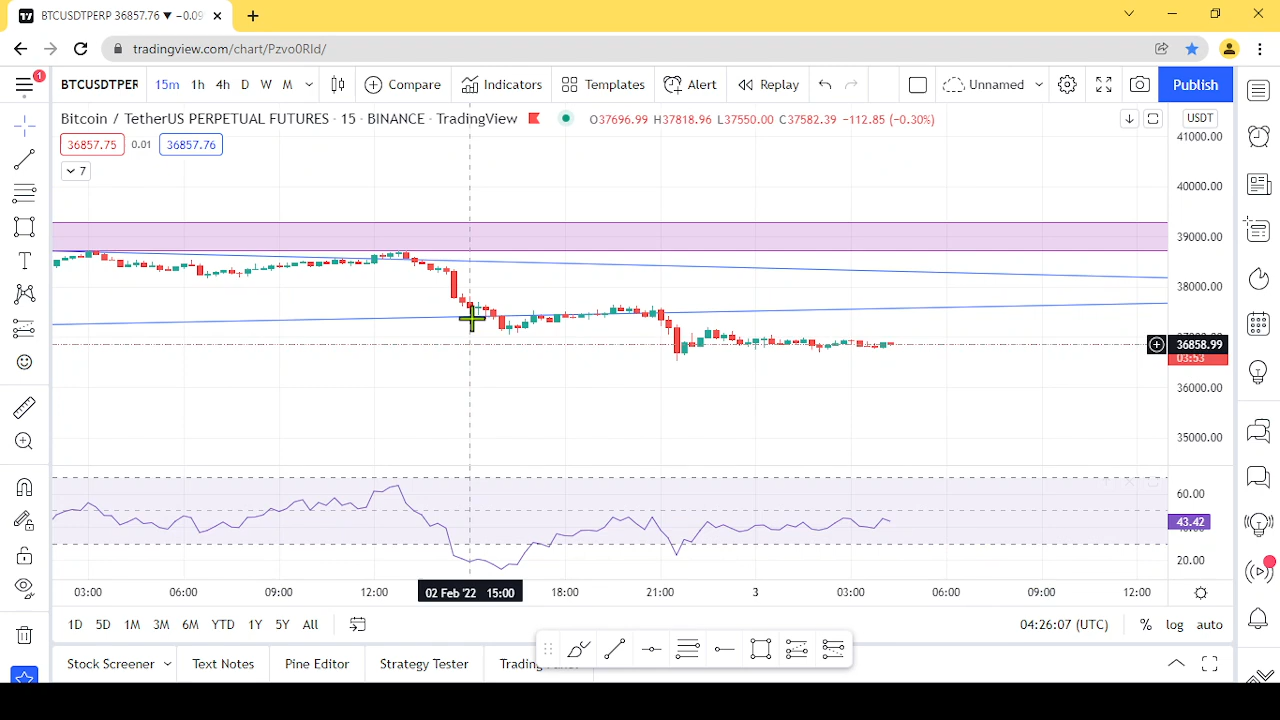 BTCUSDTPERP 36857.76 ▼ −0.09
tradingview.com/chart/Pzvo0RId/
1
BTCUSDTPER
15m 1h 4h D W M
Compare
Indicators
Templates
Alert
Replay
Unnamed
Publish
Bitcoin / TetherUS PERPETUAL FUTURES · 15 · BINANCE · TradingView
O37696.99 H37818.96 L37550.00 C37582.39 −112.85 (−0.30%)
USDT
36857.75 0.01 36857.76
7
41000.00
40000.00
39000.00
38000.00
36858.99
03:53
36000.00
35000.00
60.00
43.42
20.00
03:00 06:00 09:00 12:00 02 Feb '22 15:00 18:00 21:00 3 03:00 06:00 09:00 12:00
1D 5D 1M 3M 6M YTD 1Y 5Y All
04:26:07 (UTC) % log auto
Stock Screener Text Notes Pine Editor Strategy Tester